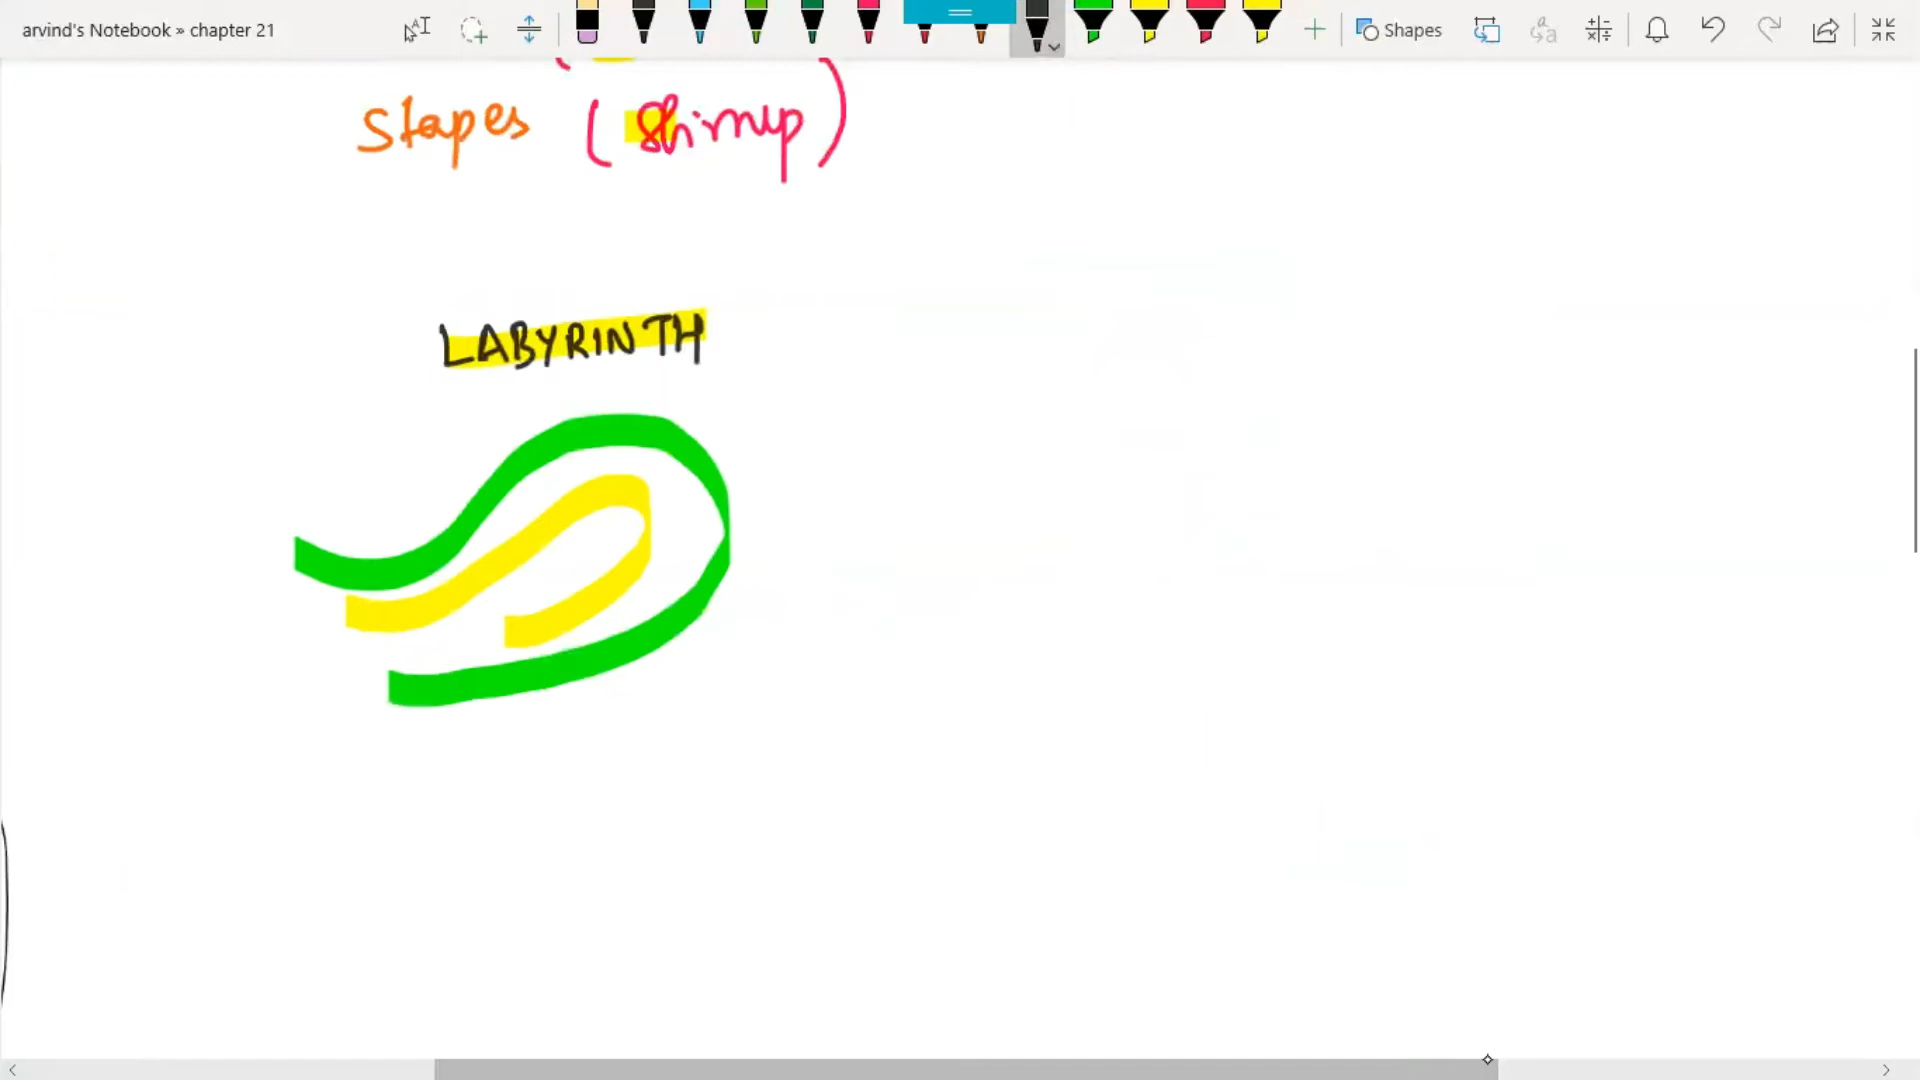 arvind's Notebook » chapter 21
Shapes
Stapes (Stirrup)
LABYRINTH